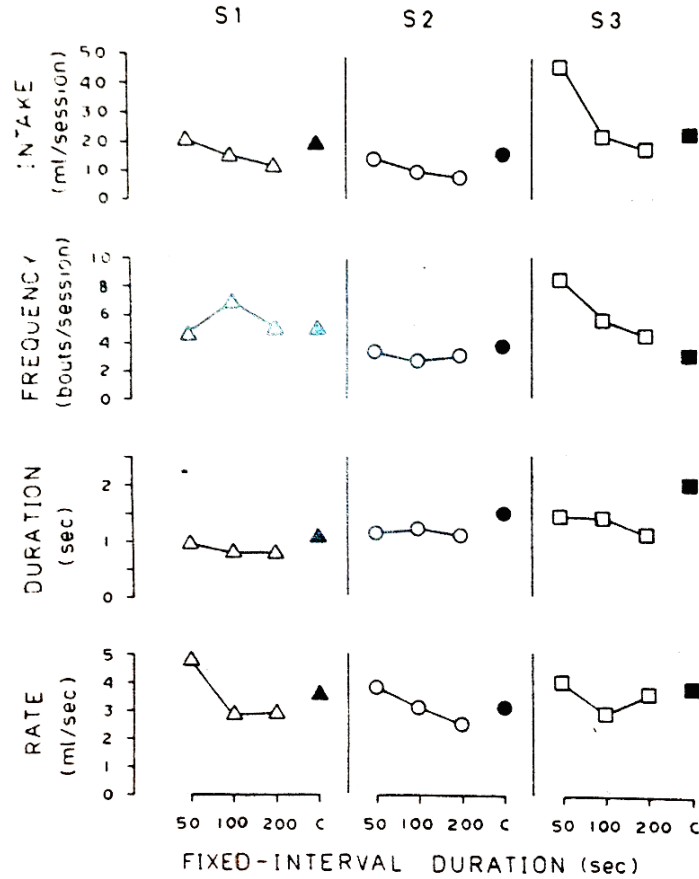 S1 S2 S3
INTAKE
(ml/session)
50
40
30
20
10
0
FREQUENCY
(bouts/session)
10
8
6
4
2
0
DURATION
(sec)
2
1
0
RATE
(ml/sec)
5
4
3
2
1
0
50 100 200 C 50 100 200 C 50 100 200 C
FIXED-INTERVAL DURATION (sec)